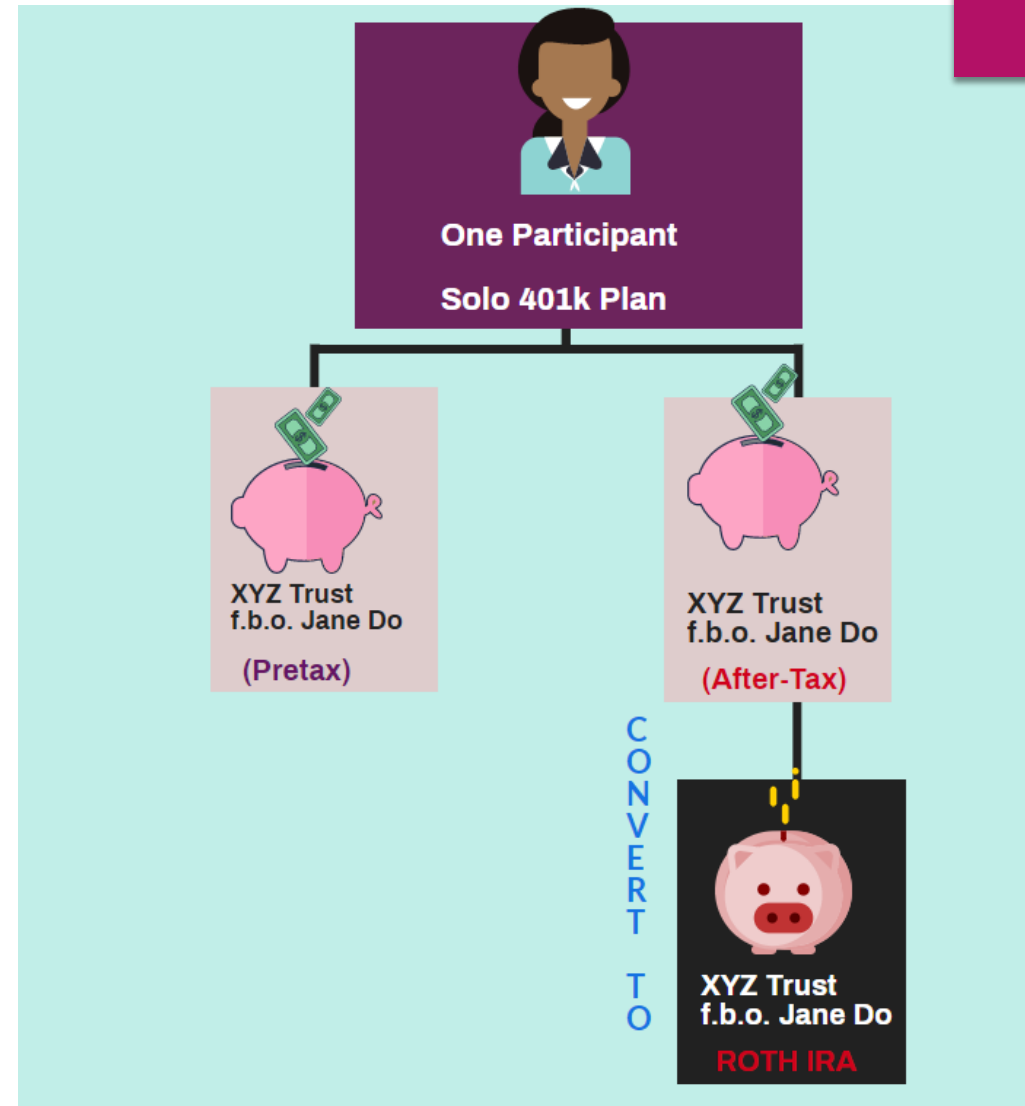 One Participant
Solo 401k Plan
XYZ Trust
f.b.o. Jane Do
(Pretax)
XYZ Trust
f.b.o. Jane Do
(After-Tax)
CONVERT TO
XYZ Trust
f.b.o. Jane Do
ROTH IRA